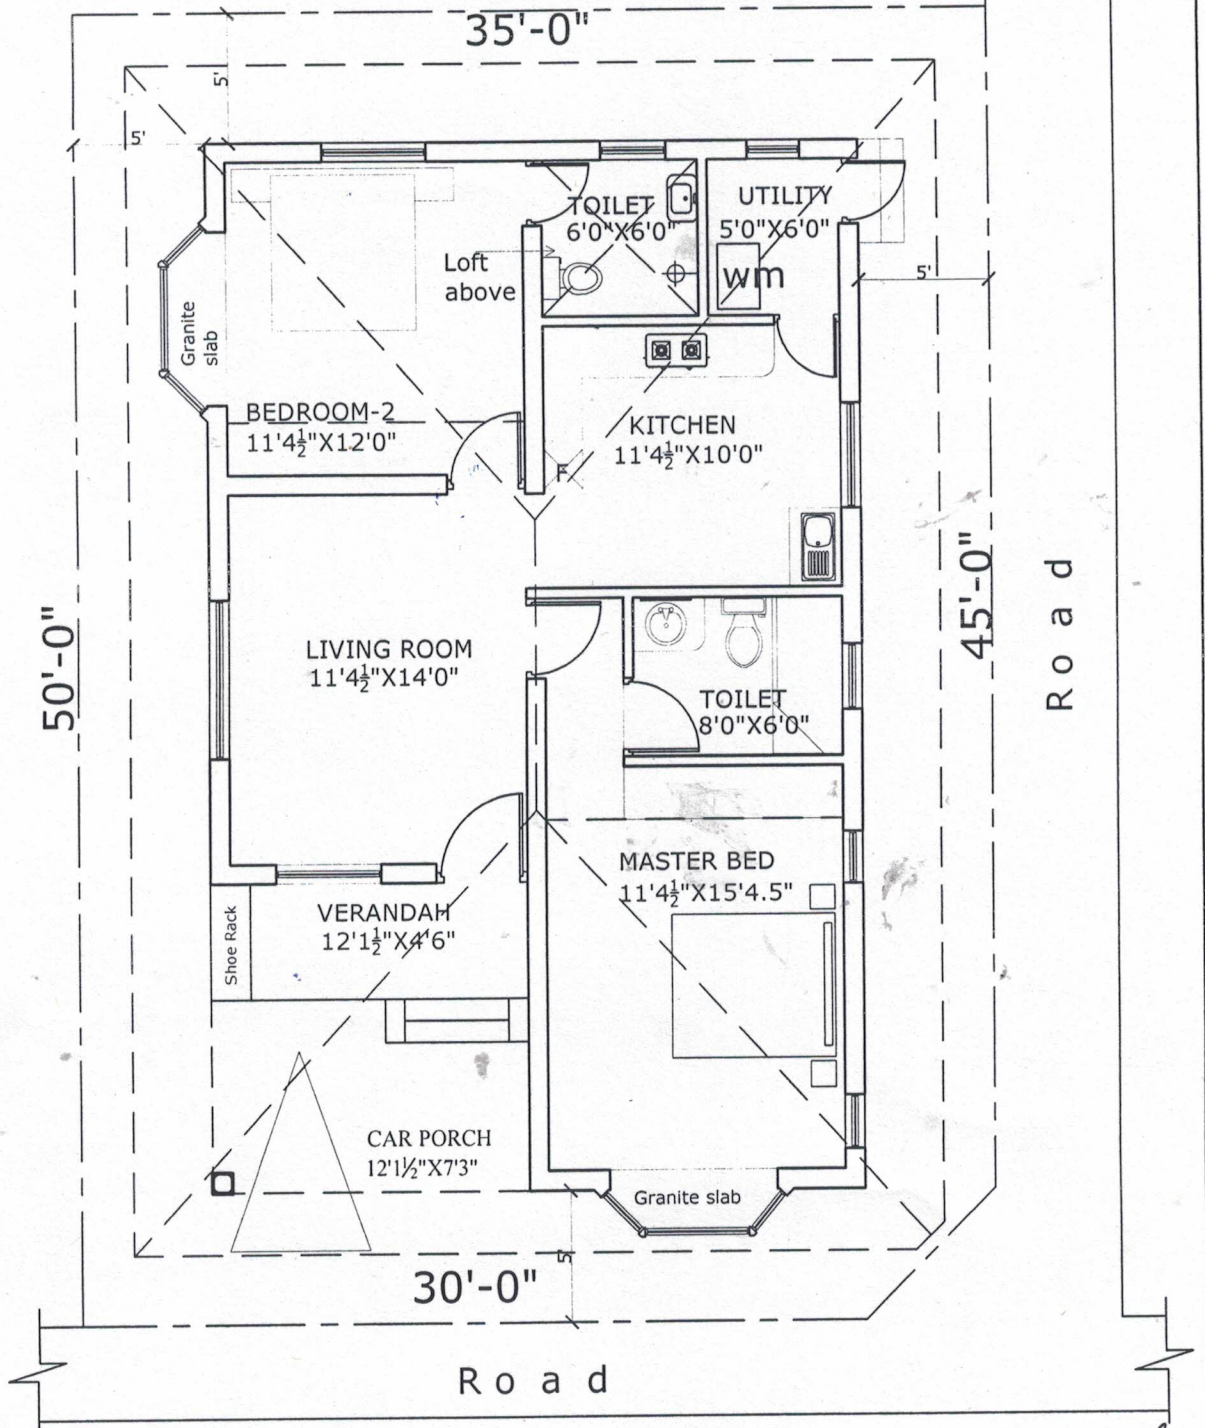 35'-0"
5'
5'
TOILET
6'0"X6'0"
UTILITY
5'0"X6'0"
wm
5'
Loft
above
Granite
slab
BEDROOM-2
11'4½"X12'0"
KITCHEN
11'4½"X10'0"
F
50'-0"
45'-0"
Road
LIVING ROOM
11'4½"X14'0"
TOILET
8'0"X6'0"
MASTER BED
11'4½"X15'4.5"
VERANDAH
12'1½"X4'6"
Shoe Rack
CAR PORCH
12'1½"X7'3"
Granite slab
5'
30'-0"
Road